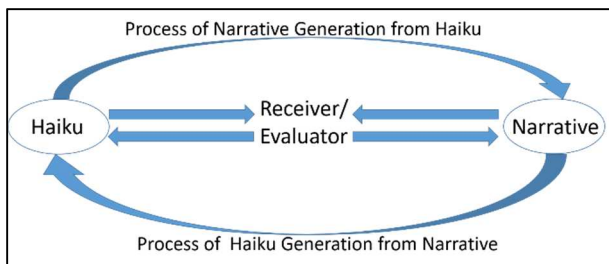 Process of Narrative Generation from Haiku
Receiver/
Haiku
Evaluator
Narrative
Process of Haiku Generation from Narrative